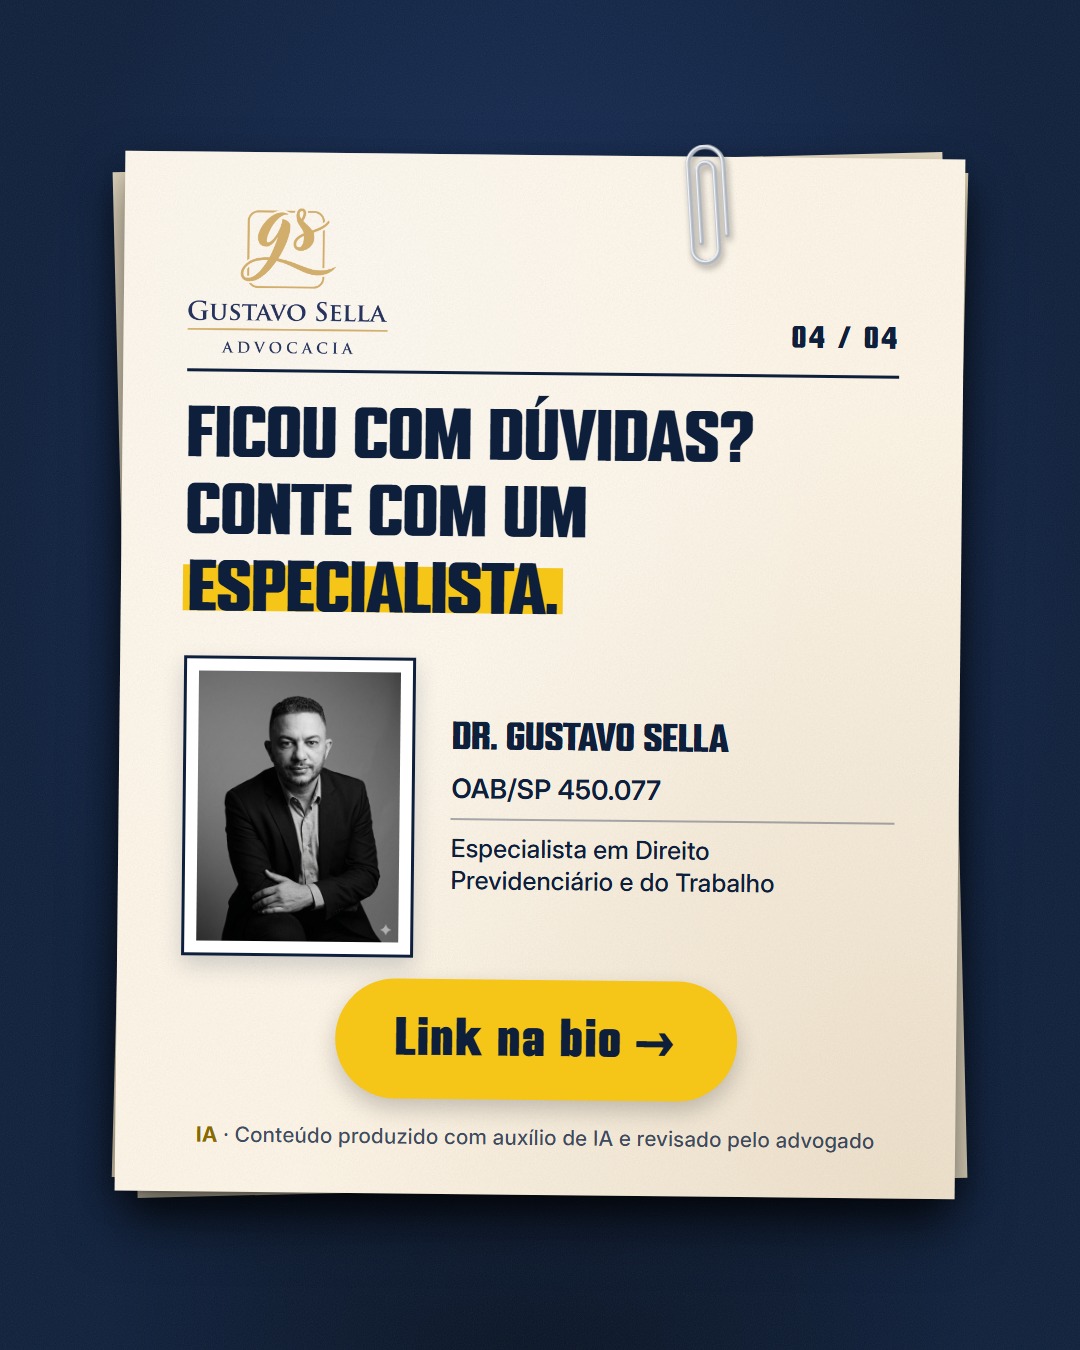 gs
GUSTAVO SELLA
ADVOCACIA
04 / 04
FICOU COM DÚVIDAS?
CONTE COM UM
ESPECIALISTA.
DR. GUSTAVO SELLA
OAB/SP 450.077
Especialista em Direito
Previdenciário e do Trabalho
Link na bio →
IA · Conteúdo produzido com auxílio de IA e revisado pelo advogado